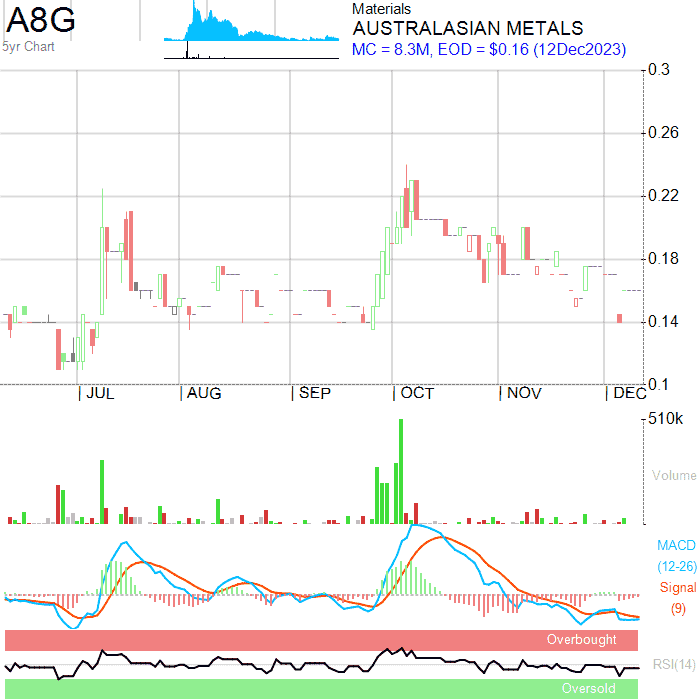 A8G
5yr Chart
Materials
AUSTRALASIAN METALS
MC = 8.3M, EOD = $0.16 (12Dec2023)
0.3
0.26
0.22
0.18
0.14
0.1
JUL
AUG
SEP
OCT
NOV
DEC
510k
Volume
MACD
(12-26)
Signal
(9)
Overbought
RSI(14)
Oversold